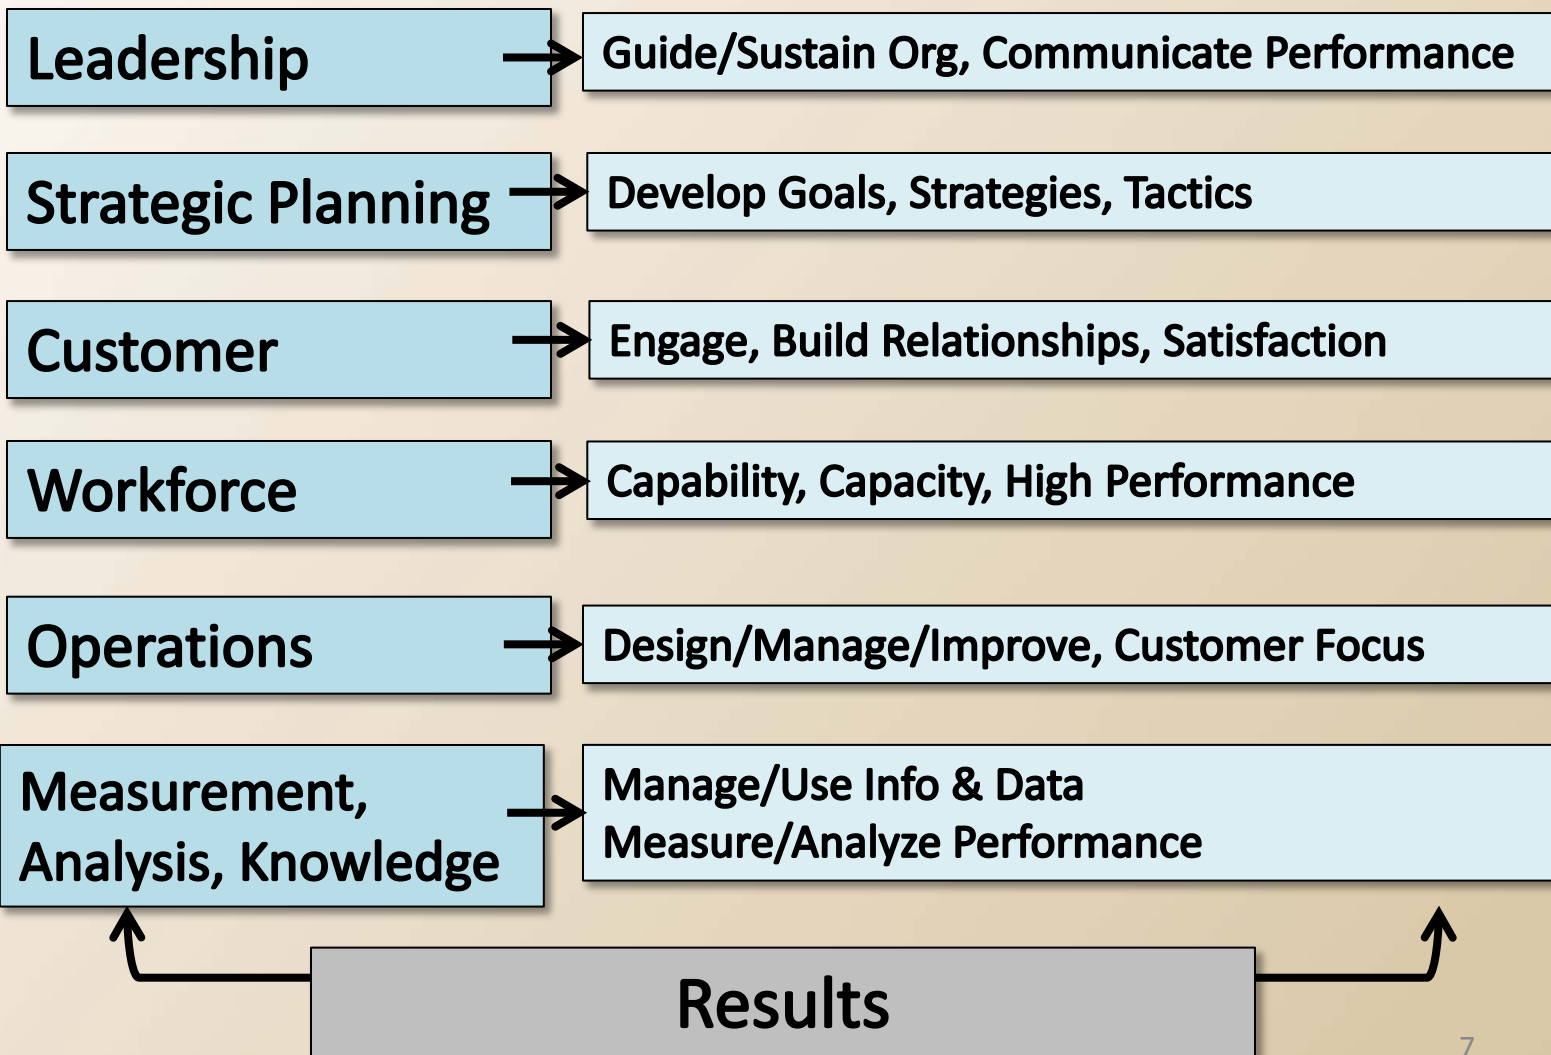 Leadership
Guide/Sustain Org, Communicate Performance
Strategic Planning
Develop Goals, Strategies, Tactics
Customer
Engage, Build Relationships, Satisfaction
Workforce
Capability, Capacity, High Performance
Operations
Design/Manage/Improve, Customer Focus
Measurement,
Analysis, Knowledge
Manage/Use Info & Data
Measure/Analyze Performance
Results
7